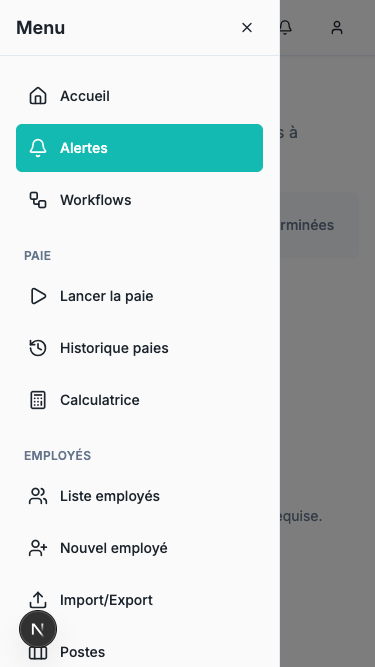 Menu
Accueil
s à
Alertes
Workflows
rminées
PAIE
Lancer la paie
Historique paies
Calculatrice
EMPLOYÉS
Liste employés
equise.
Nouvel employé
Import/Export
N
Postes